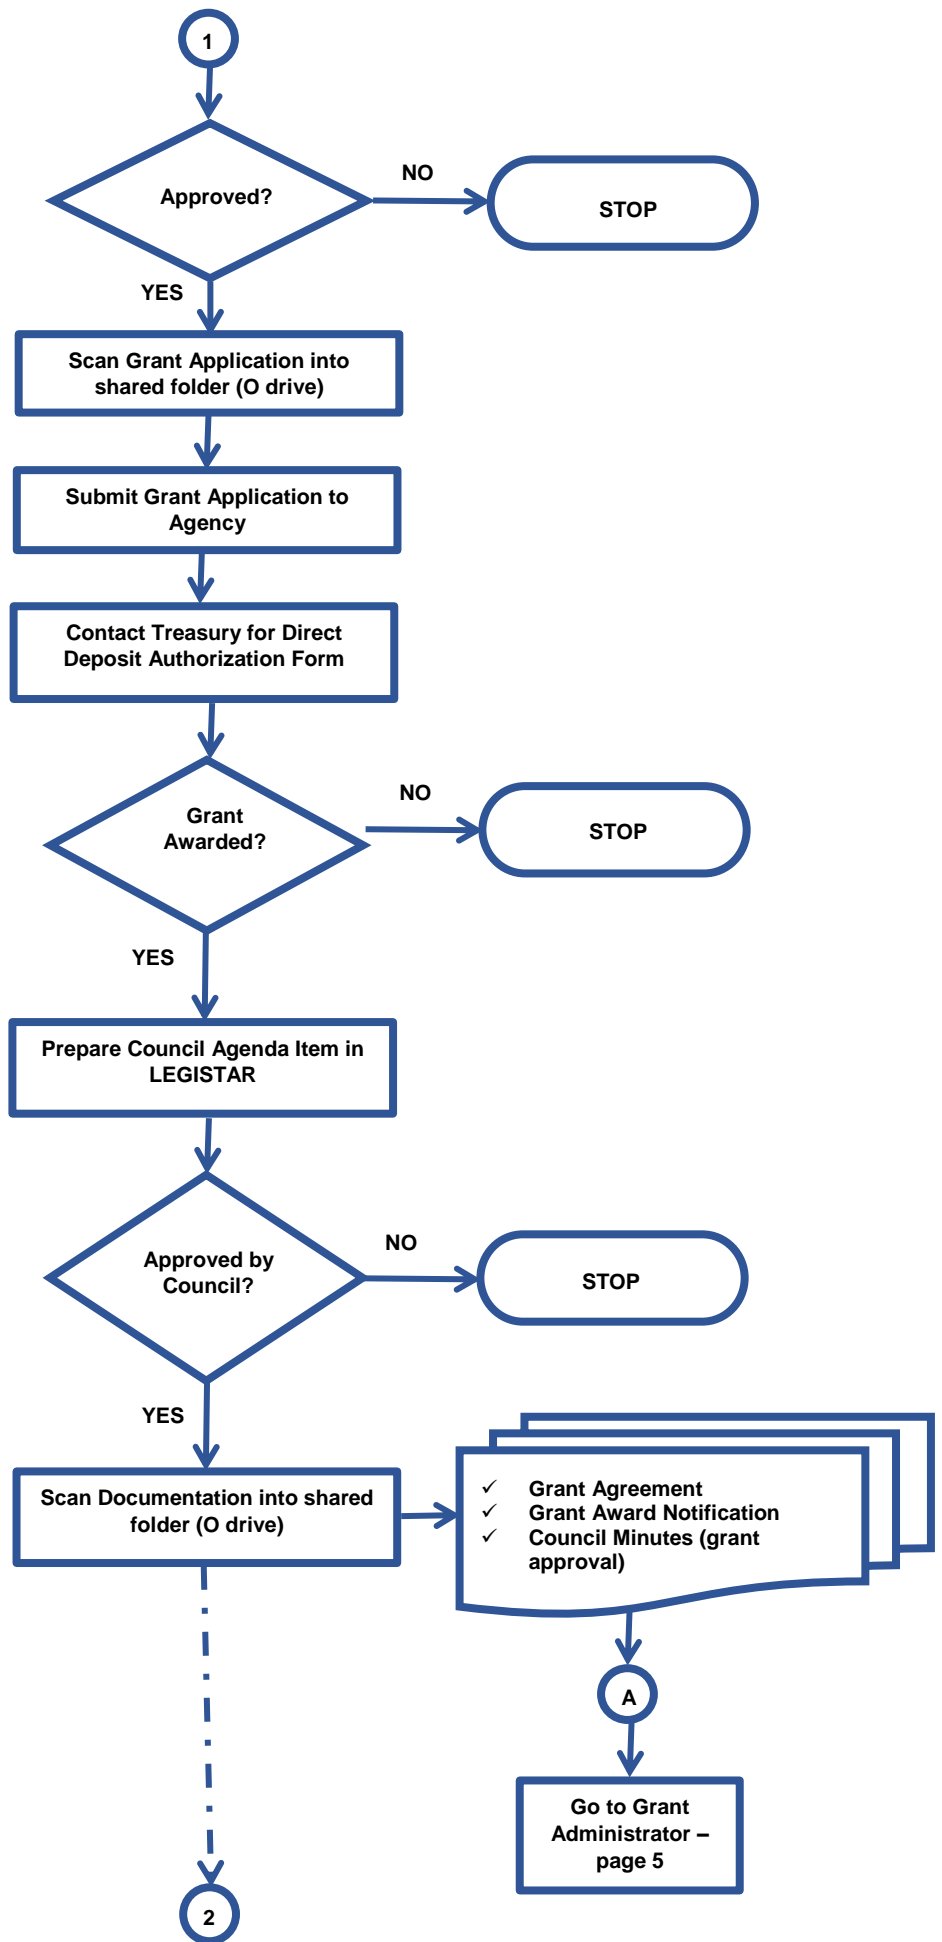 1
Approved?
NO
STOP
YES
Scan Grant Application into
shared folder (O drive)
Submit Grant Application to
Agency
Contact Treasury for Direct
Deposit Authorization Form
Grant
Awarded?
NO
STOP
YES
Prepare Council Agenda Item in
LEGISTAR
Approved by
Council?
NO
STOP
YES
Scan Documentation into shared
folder (O drive)
✓ Grant Agreement
✓ Grant Award Notification
✓ Council Minutes (grant
approval)
A
Go to Grant
Administrator –
page 5
2